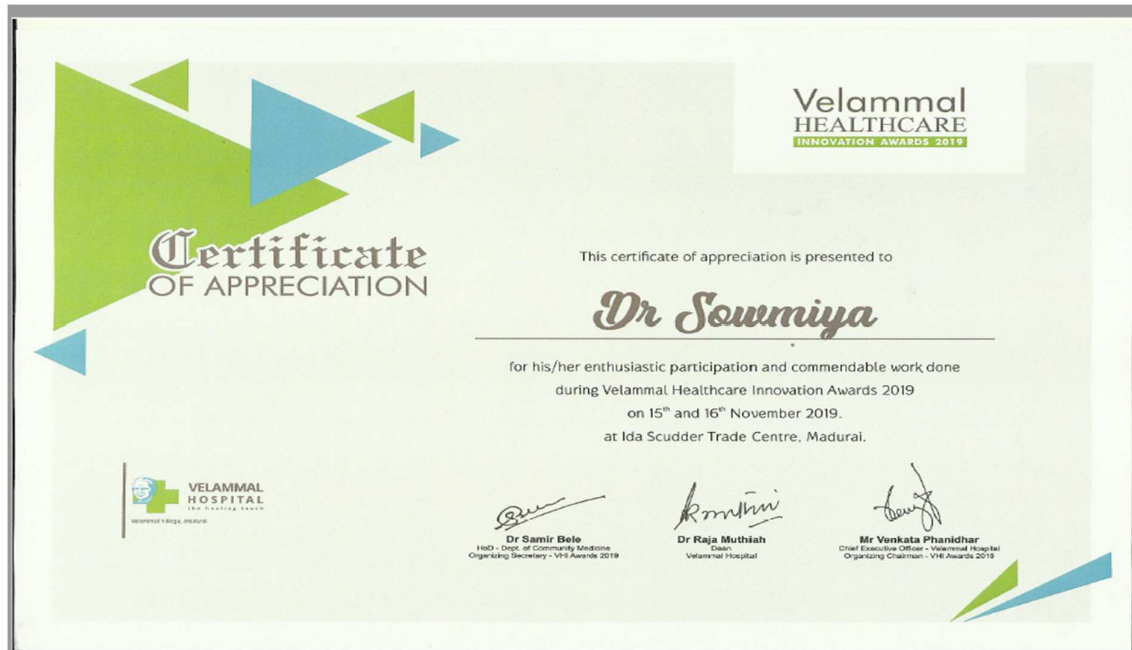 Velammal
HEALTHCARE
INNOVATION AWARDS 2019
Certificate
OF APPRECIATION
This certificate of appreciation is presented to
Dr Sowmiya
for his/her enthusiastic participation and commendable work done
during Velammal Healthcare Innovation Awards 2019
on 15th and 16th November 2019.
at Ida Scudder Trade Centre, Madurai.
VELAMMAL
HOSPITAL
the healing touch
Velammal Village, Madurai
Dr Samir Bele
HoD - Dept. of Community Medicine
Organizing Secretary - VHI Awards 2019
Dr Raja Muthiah
Dean
Velammal Hospital
Mr Venkata Phanidhar
Chief Executive Officer - Velammal Hospital
Organizing Chairman - VHI Awards 2019